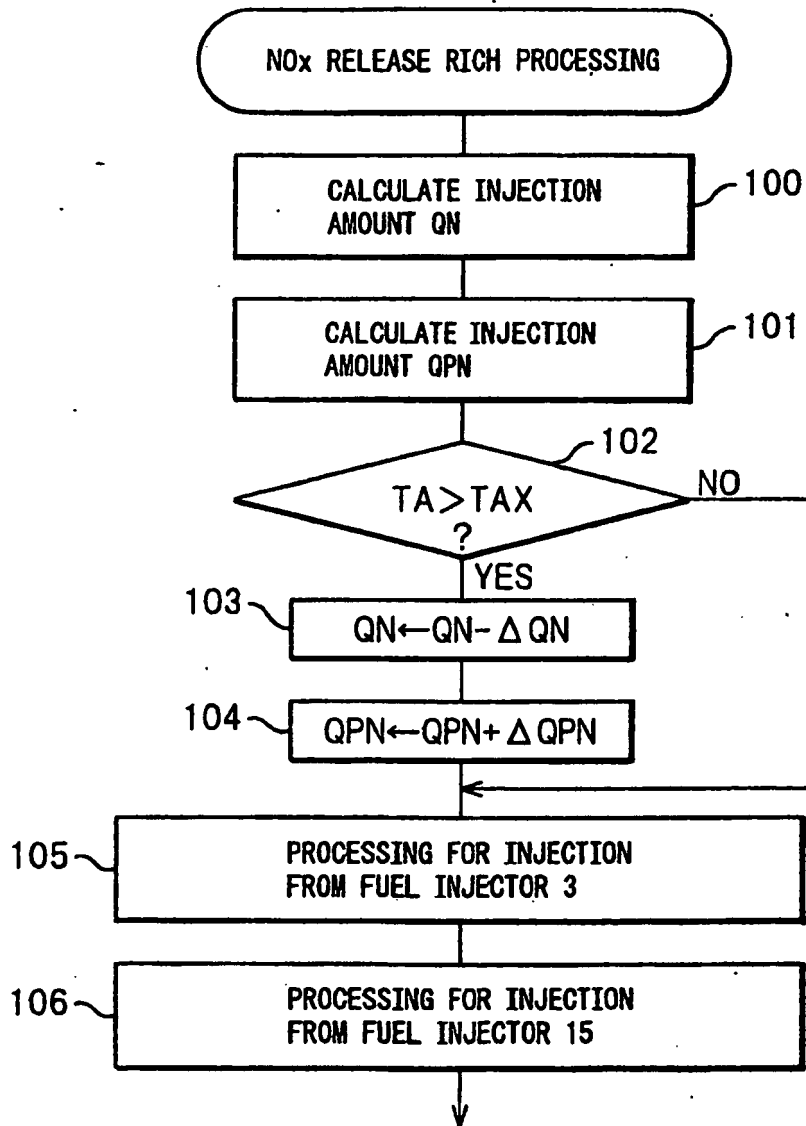 NOx RELEASE RICH PROCESSING
CALCULATE INJECTION
AMOUNT QN
100
CALCULATE INJECTION
AMOUNT QPN
101
102
TA>TAX
?
NO
YES
103
QN←QN-ΔQN
104
QPN←QPN+ΔQPN
105
PROCESSING FOR INJECTION
FROM FUEL INJECTOR 3
106
PROCESSING FOR INJECTION
FROM FUEL INJECTOR 15